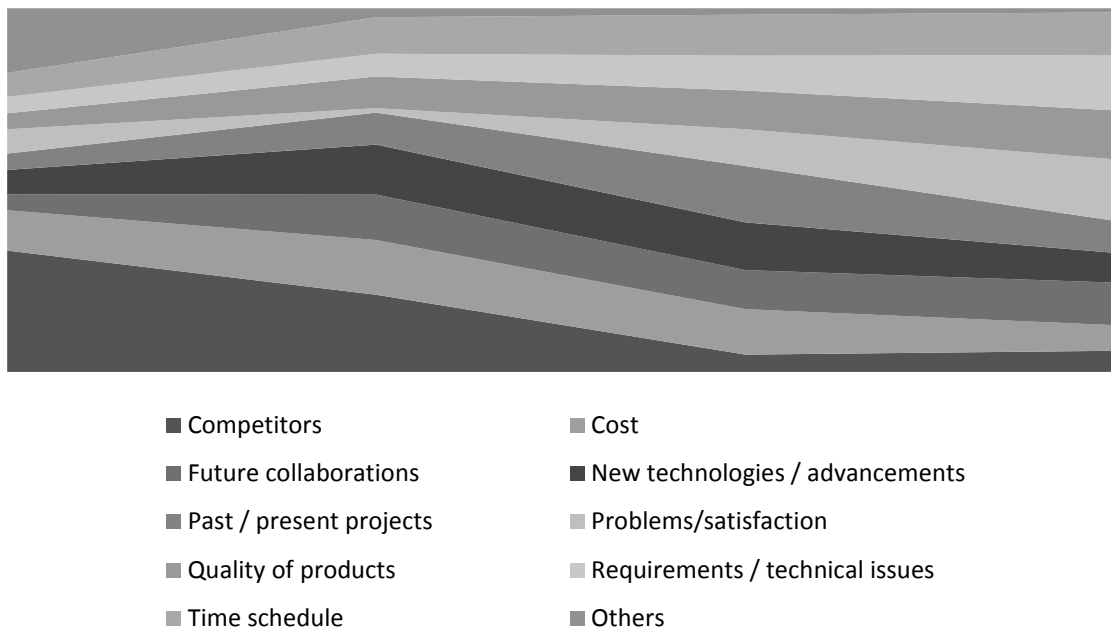 Competitors
Cost
Future collaborations
New technologies / advancements
Past / present projects
Problems/satisfaction
Quality of products
Requirements / technical issues
Time schedule
Others